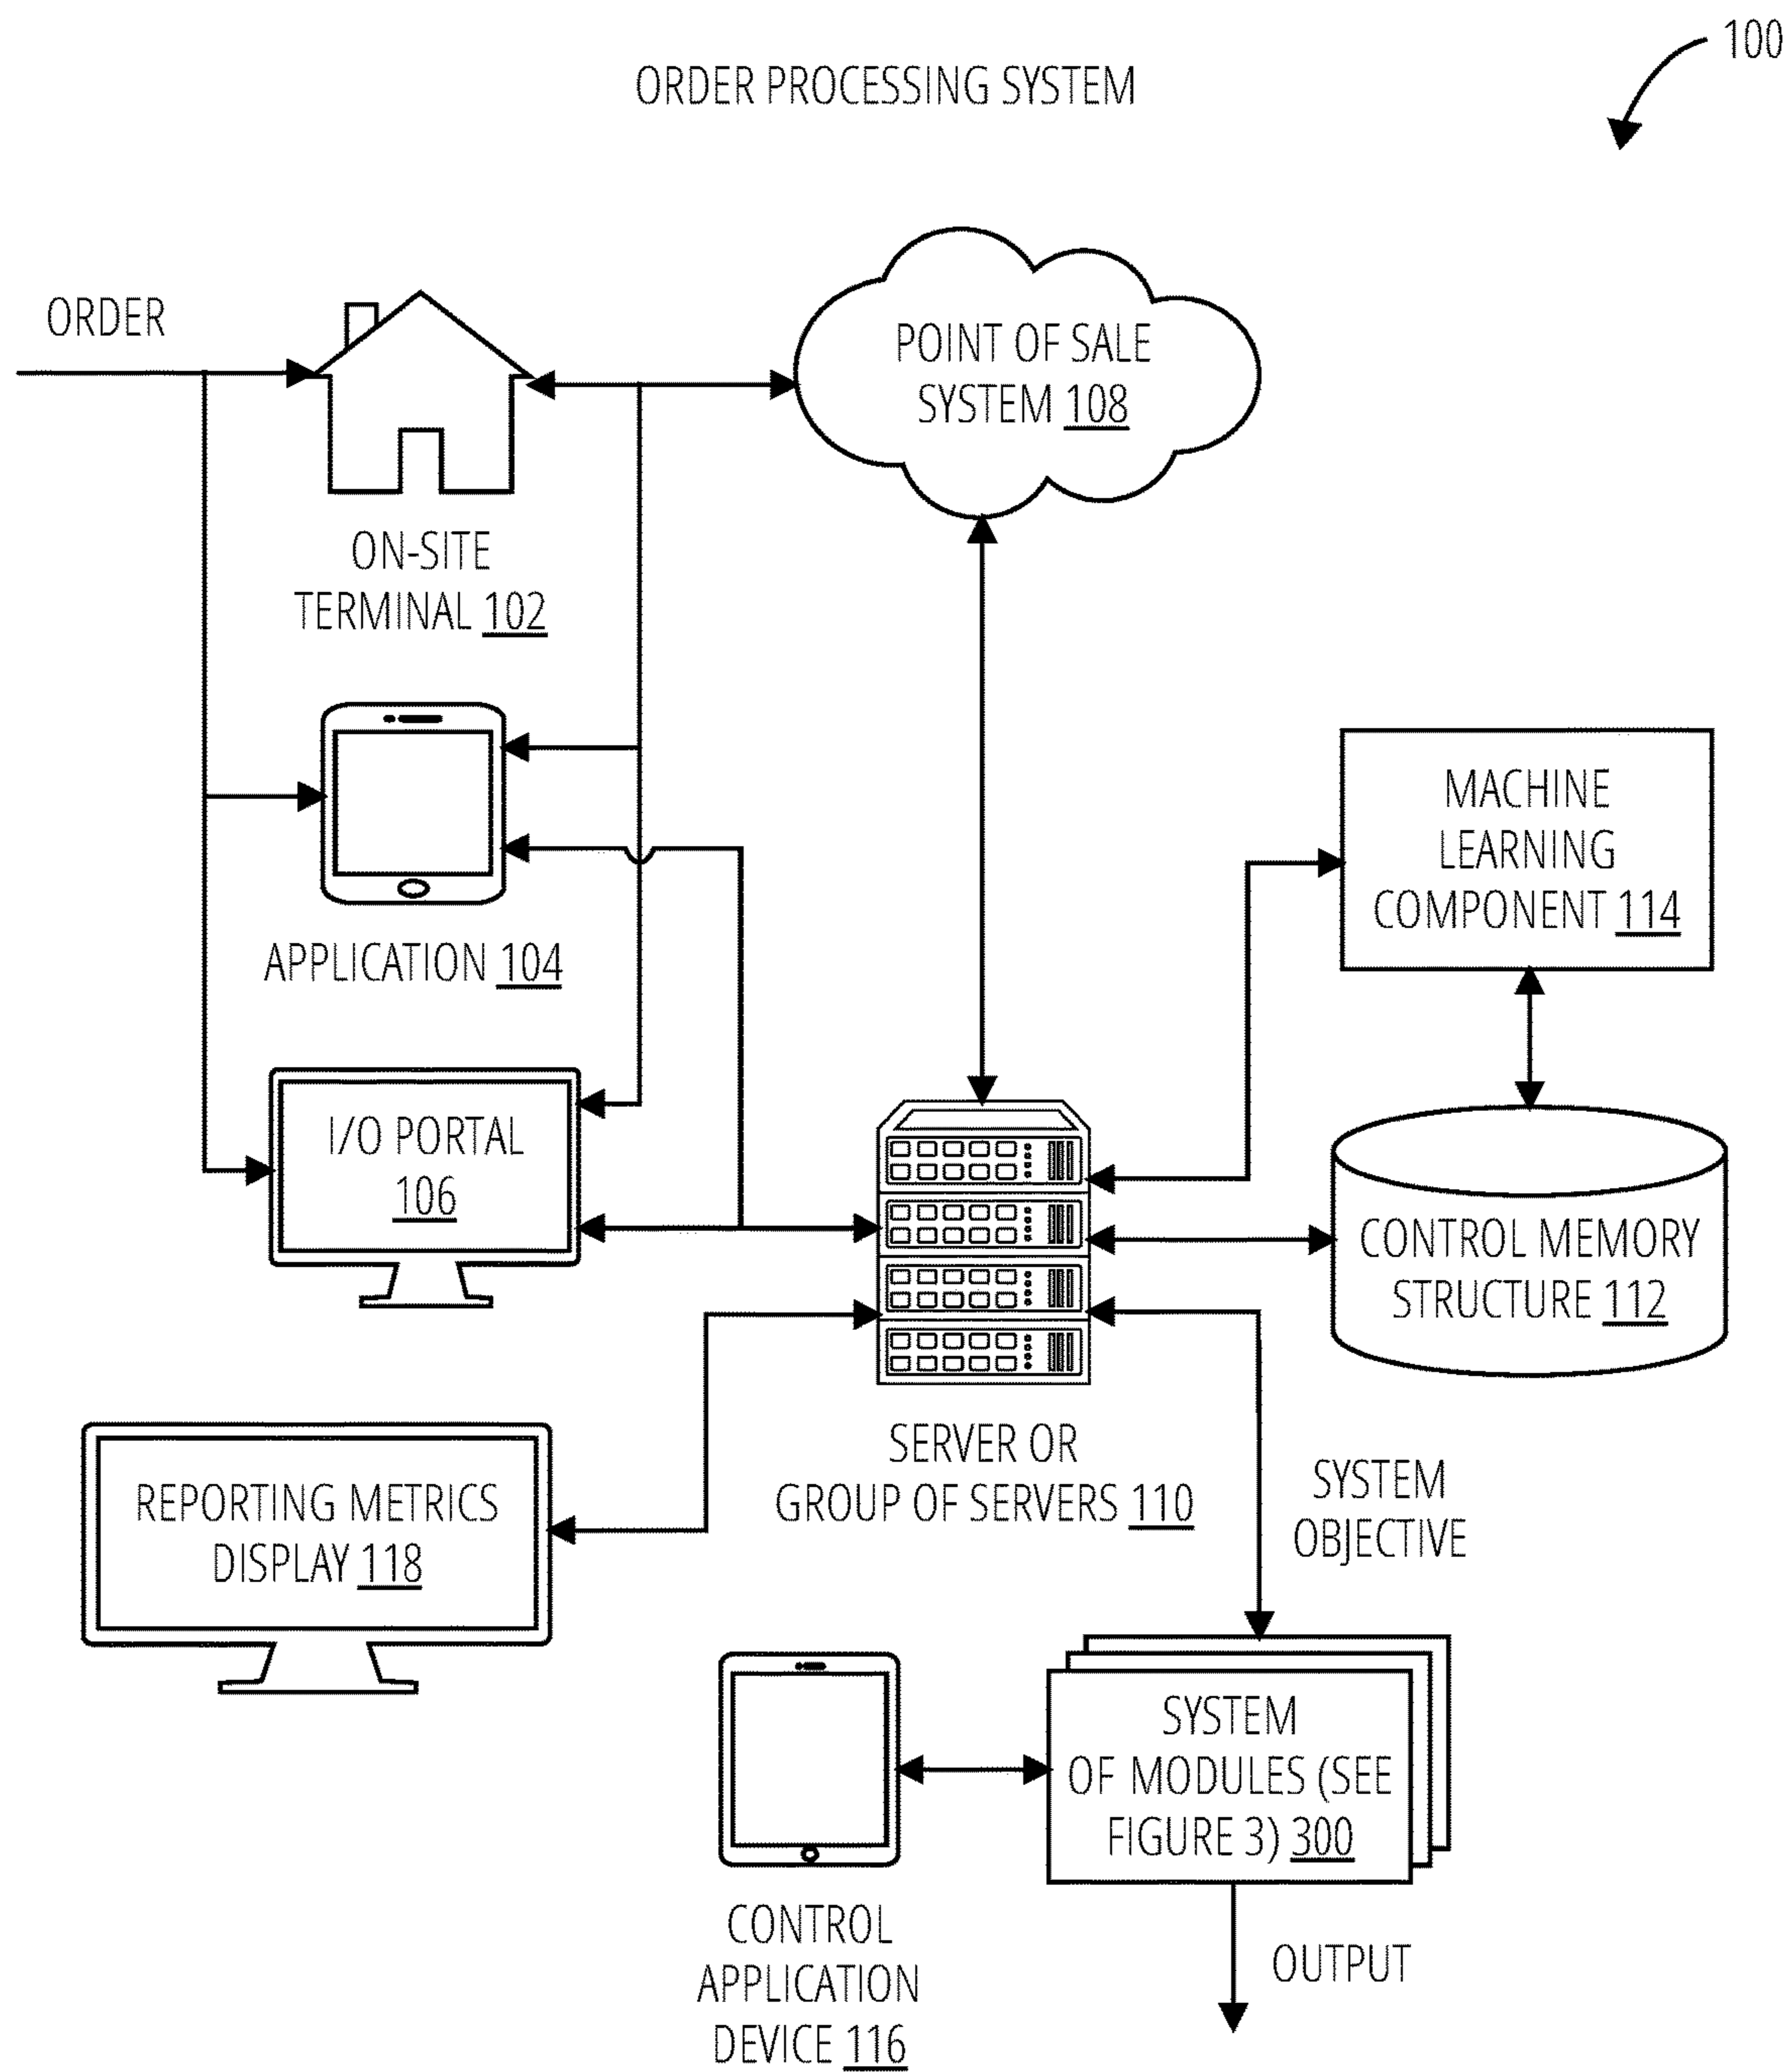 100
ORDER PROCESSING SYSTEM
ORDER
POINT OF SALE
SYSTEM 108
ON-SITE
TERMINAL 102
APPLICATION 104
MACHINE
LEARNING
COMPONENT 114
I/O PORTAL
106
CONTROL MEMORY
STRUCTURE 112
SERVER OR
GROUP OF SERVERS 110
REPORTING METRICS
DISPLAY 118
SYSTEM
OBJECTIVE
SYSTEM
OF MODULES (SEE
FIGURE 3) 300
CONTROL
APPLICATION
DEVICE 116
OUTPUT